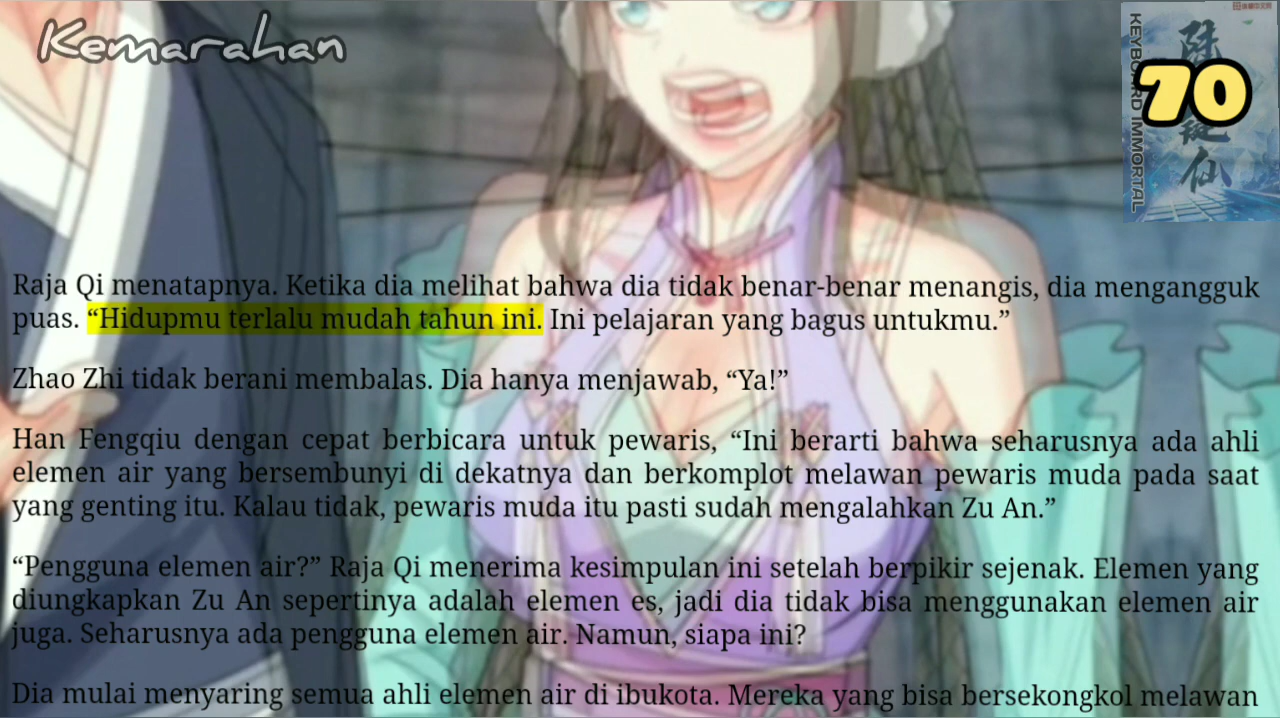 Kemarahan
70
KEYBOARD IMMORTAL
Raja Qi menatapnya. Ketika dia melihat bahwa dia tidak benar-benar menangis, dia mengangguk
puas. “Hidupmu terlalu mudah tahun ini. Ini pelajaran yang bagus untukmu.”
Zhao Zhi tidak berani membalas. Dia hanya menjawab, “Ya!”
Han Fengqiu dengan cepat berbicara untuk pewaris, “Ini berarti bahwa seharusnya ada ahli
elemen air yang bersembunyi di dekatnya dan berkomplot melawan pewaris muda pada saat
yang genting itu. Kalau tidak, pewaris muda itu pasti sudah mengalahkan Zu An.”
“Pengguna elemen air?” Raja Qi menerima kesimpulan ini setelah berpikir sejenak. Elemen yang
diungkapkan Zu An sepertinya adalah elemen es, jadi dia tidak bisa menggunakan elemen air
juga. Seharusnya ada pengguna elemen air. Namun, siapa ini?
Dia mulai menyaring semua ahli elemen air di ibukota. Mereka yang bisa bersekongkol melawan